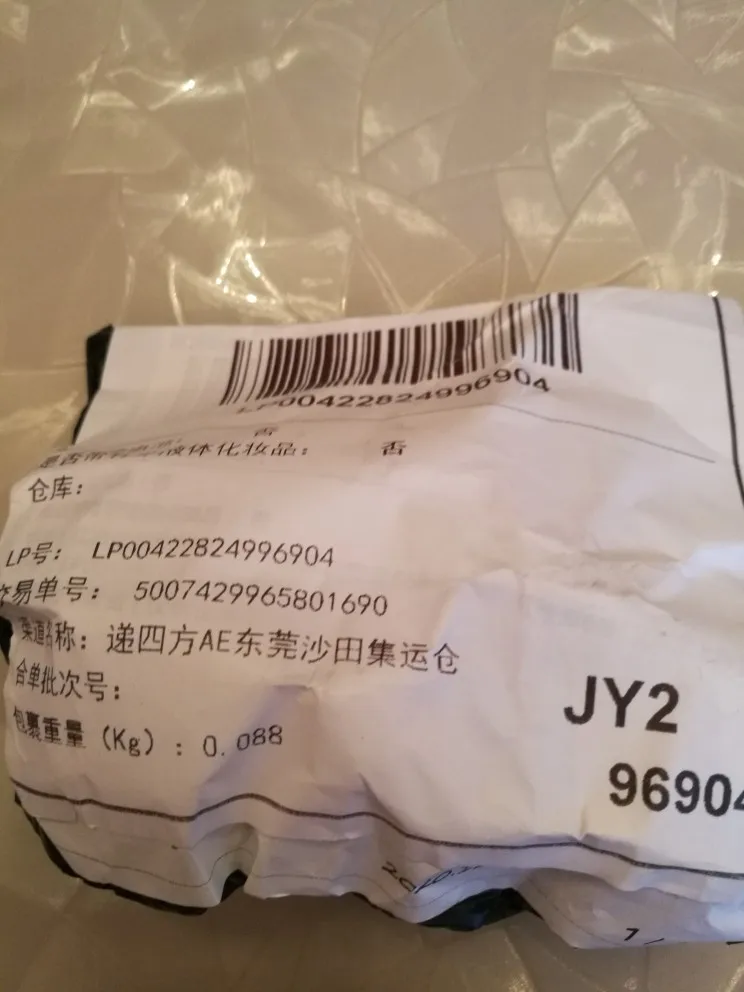 LP00422824996904
否
液体化妆品： 否
仓库：
LP号： LP00422824996904
交易单号： 5007429965801690
渠道名称：递四方AE东莞沙田集运仓
合单批次号：
包裹重量（Kg）：0.088
JY2
96904